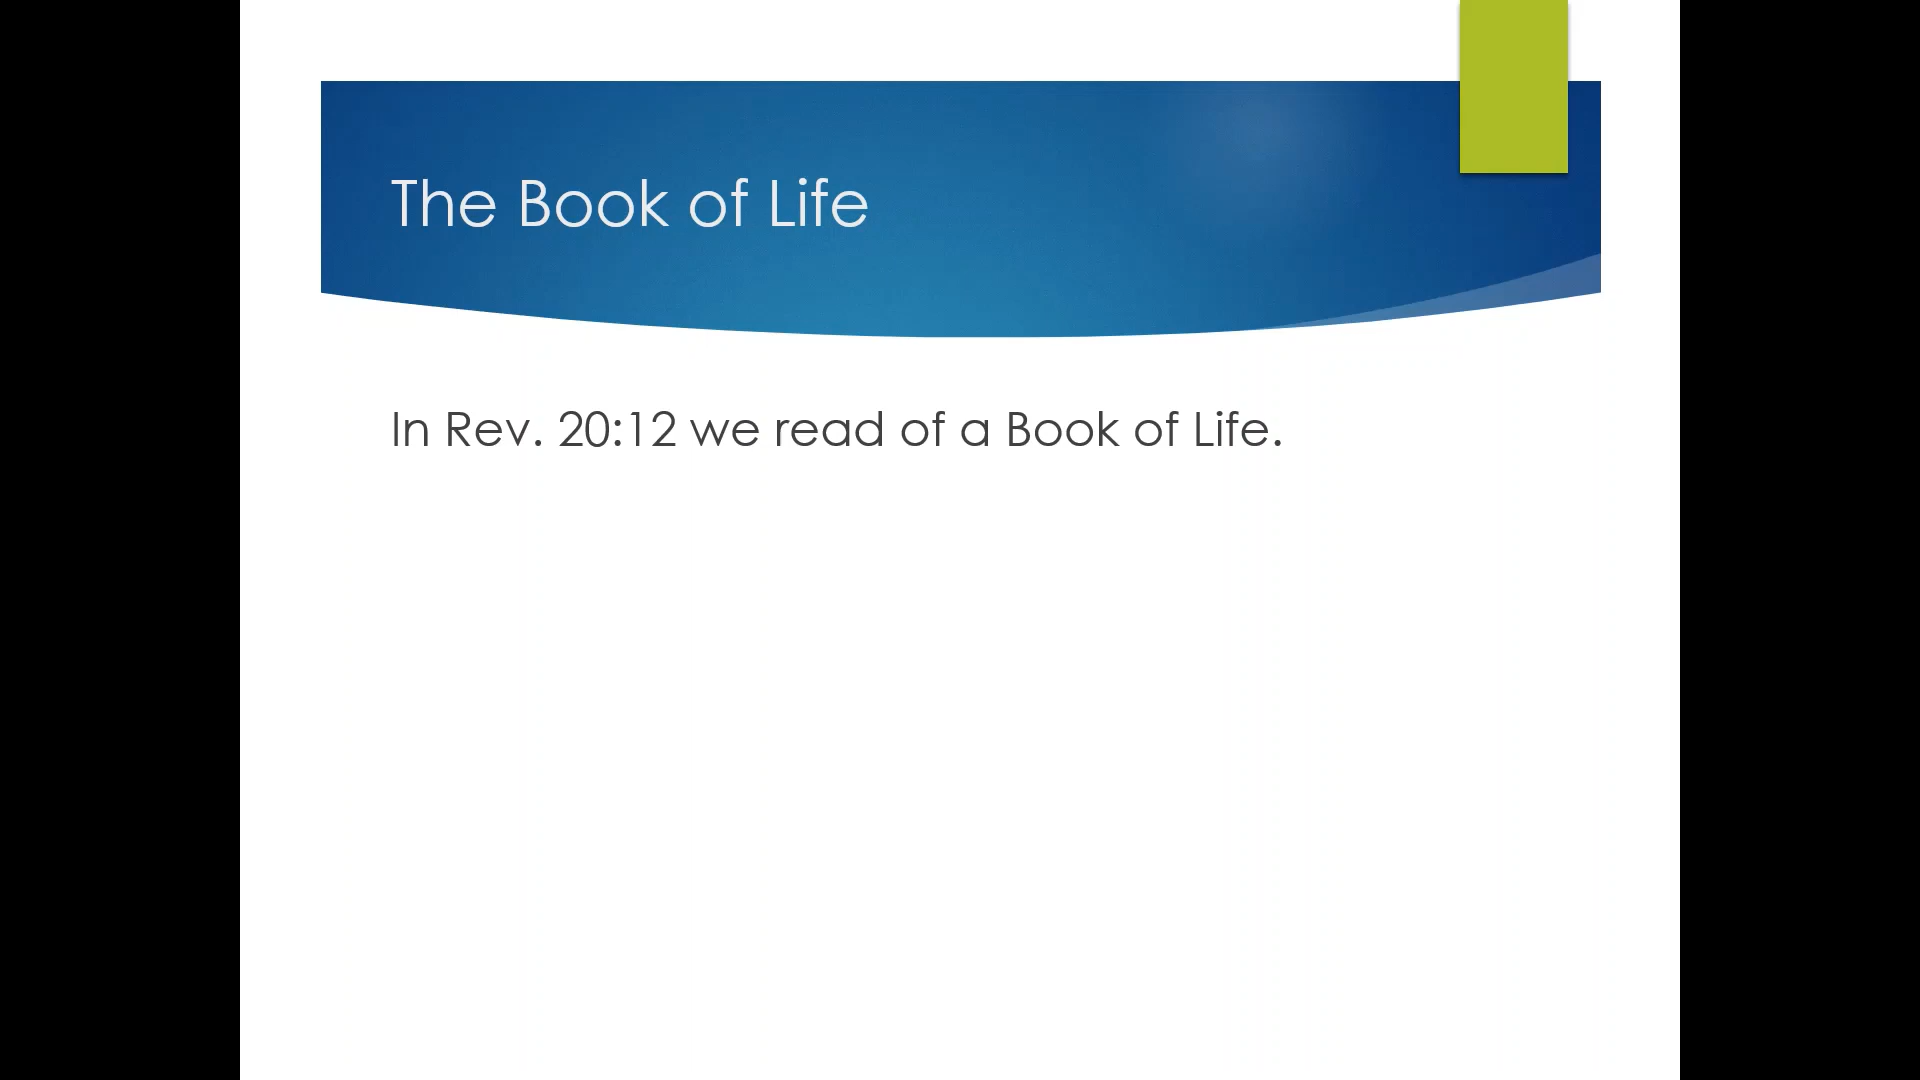 The Book of Life
In Rev. 20:12 we read of a Book of Life.